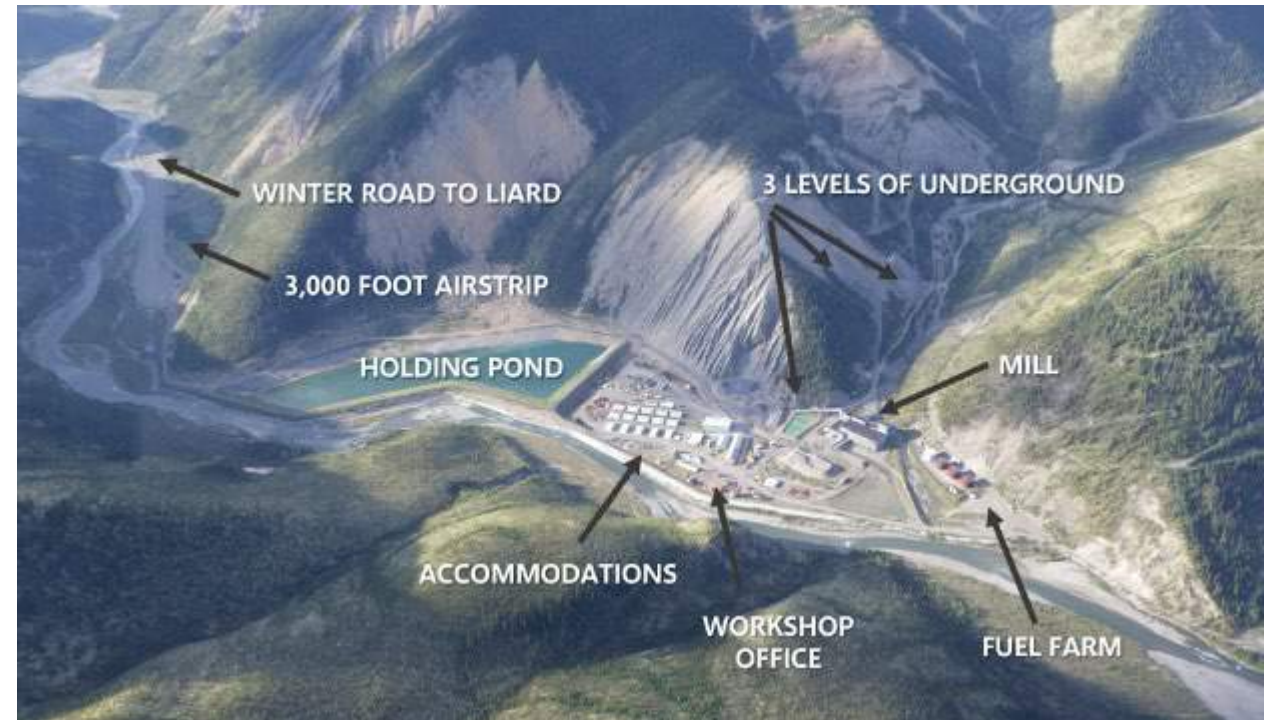 3 LEVELS OF UNDERGROUND
WINTER ROAD TO LIARD
3,000 FOOT AIRSTRIP
HOLDING POND
MILL
ACCOMMODATIONS
WORKSHOP
OFFICE
FUEL FARM